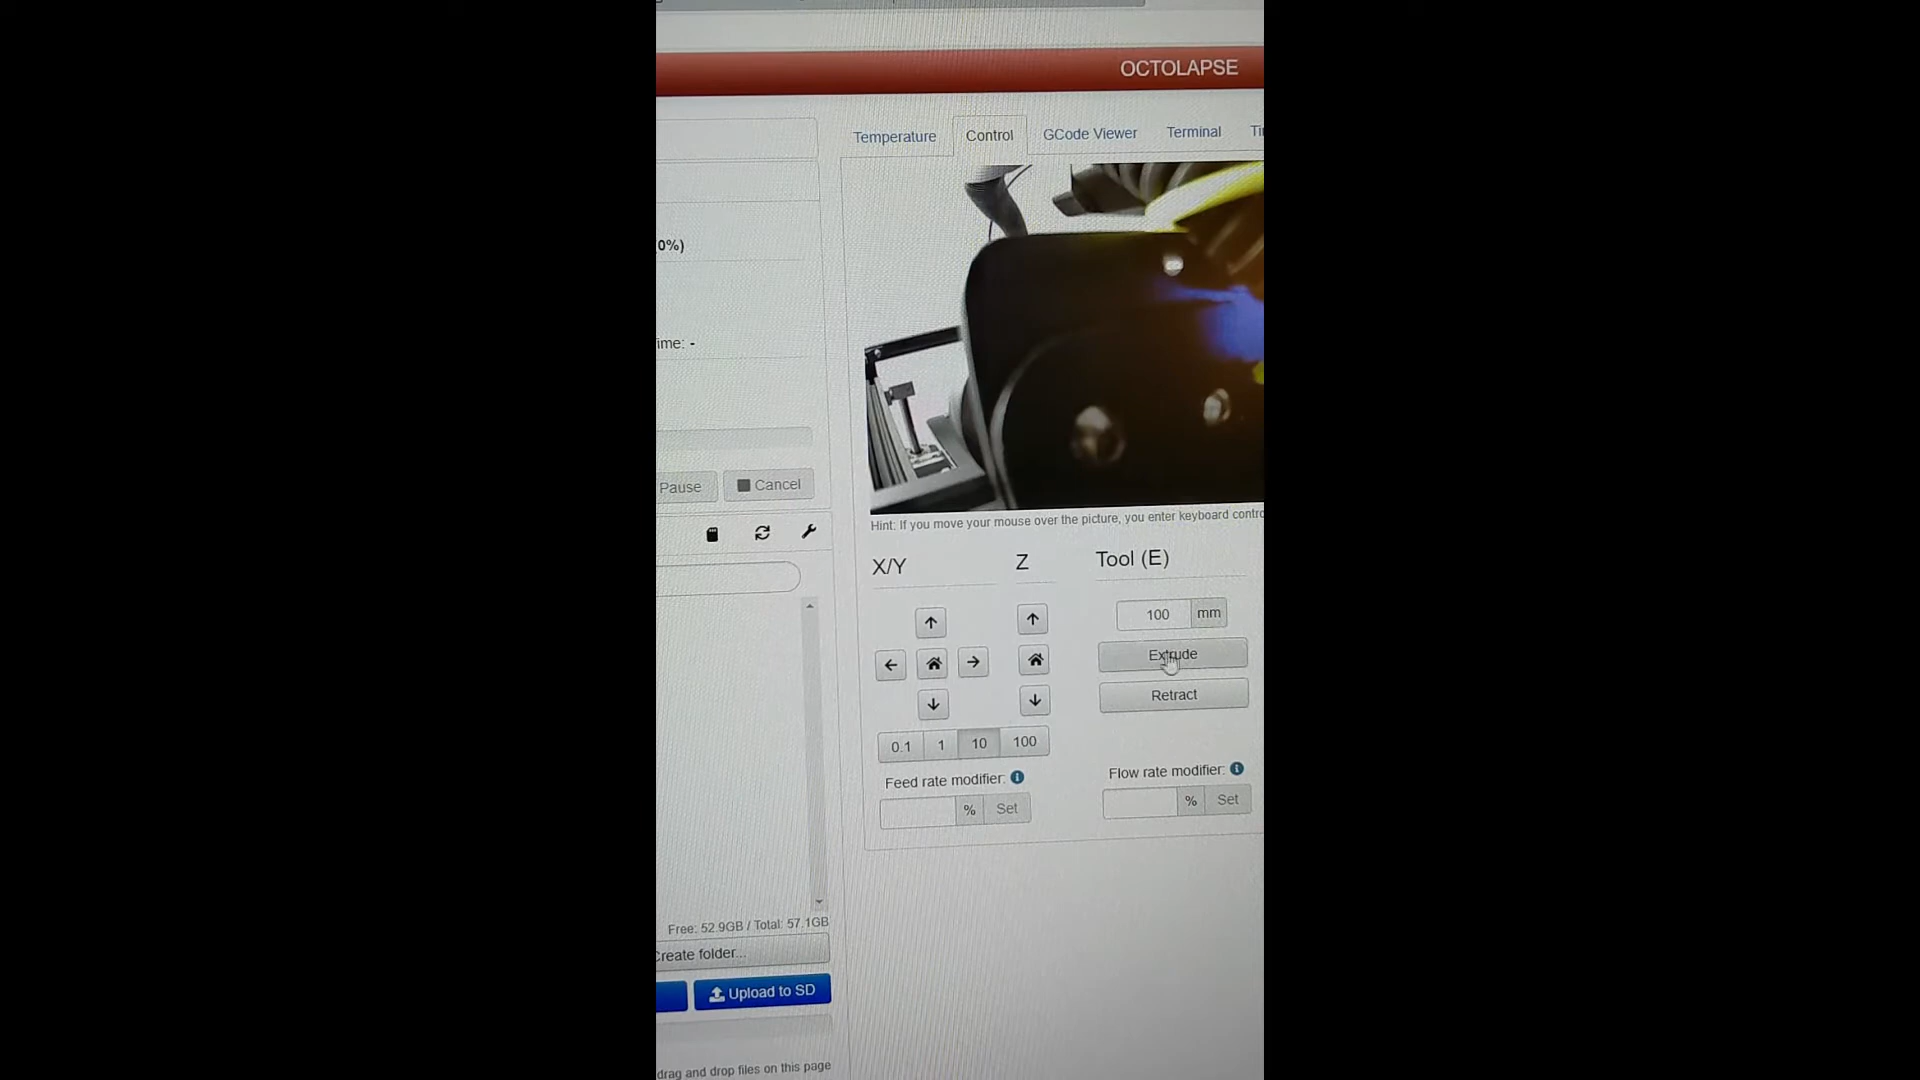 OCTOLAPSE
Temperature
Control
GCode Viewer
Terminal
0%)
ime: -
Pause
Cancel
Hint: If you move your mouse over the picture, you enter keyboard contro
X/Y
Z
Tool (E)
100 mm
Extrude
Retract
0.1 1 10 100
Feed rate modifier:
% Set
Flow rate modifier:
% Set
Free: 52.9GB / Total: 57.1GB
Create folder...
Upload to SD
drag and drop files on this page